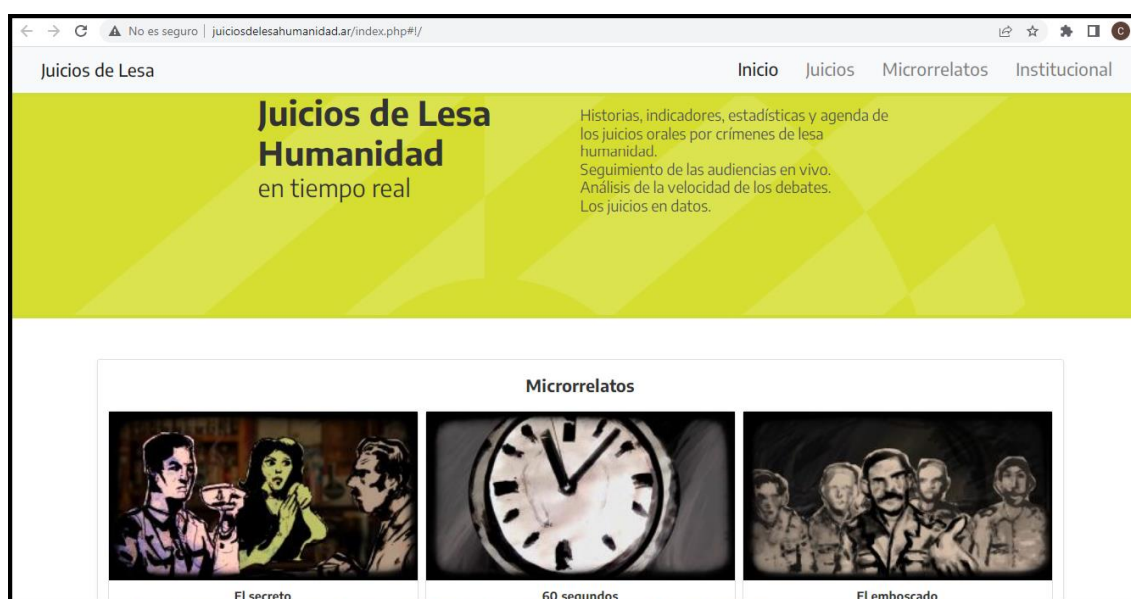 No es seguro | juiciosdelesahumanidad.ar/index.php#!/
C
Juicios de Lesa
Inicio Juicios Microrrelatos Institucional
Juicios de Lesa
Humanidad
en tiempo real
Historias, indicadores, estadísticas y agenda de
los juicios orales por crímenes de lesa
humanidad.
Seguimiento de las audiencias en vivo.
Análisis de la velocidad de los debates.
Los juicios en datos.
Microrrelatos
El secreto
60 segundos
El emboscado